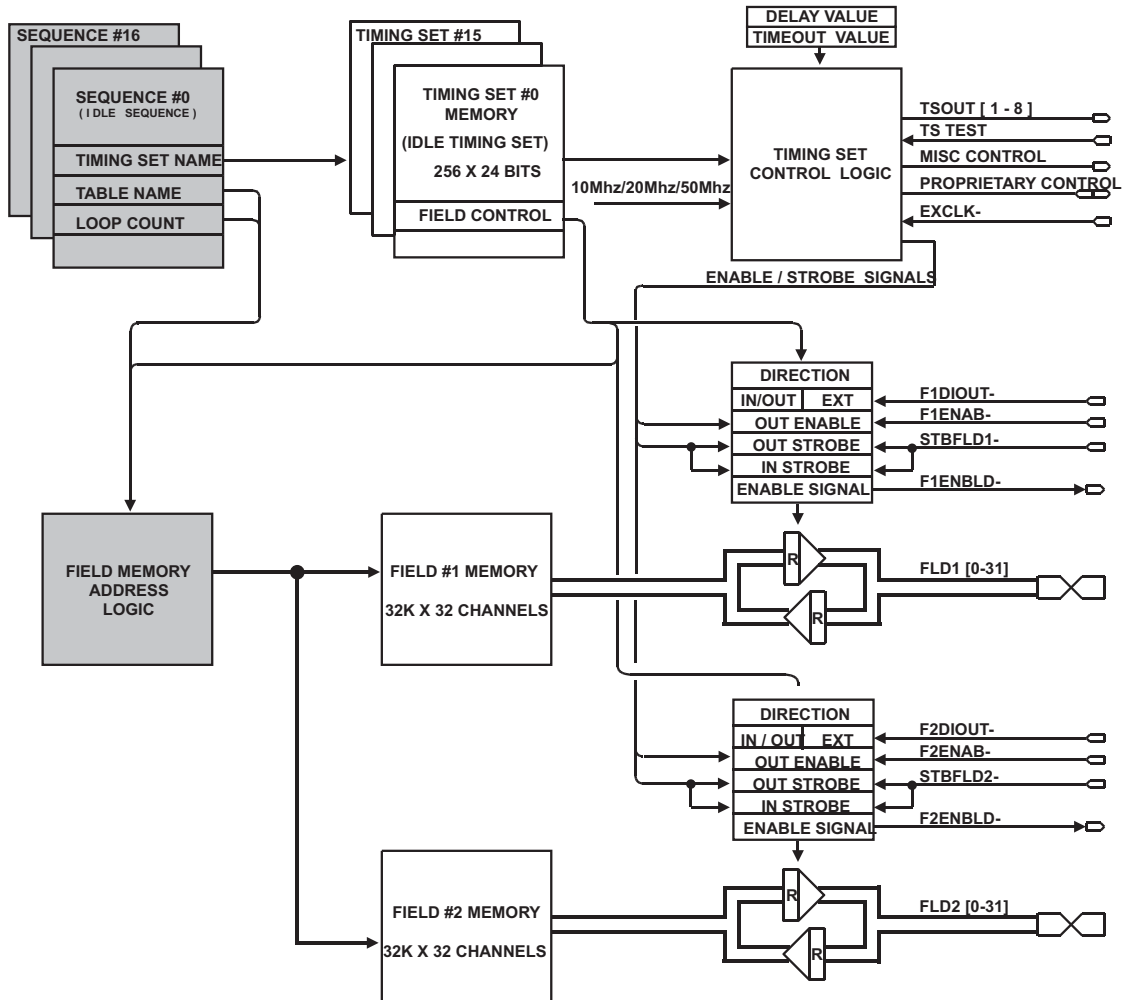 SEQUENCE #16
SEQUENCE #0
( I DLE SEQUENCE )
TIMING SET NAME
TABLE NAME
LOOP COUNT
TIMING SET #15
TIMING SET #0
MEMORY
(IDLE TIMING SET)
256 X 24 BITS
FIELD CONTROL
DELAY VALUE
TIMEOUT VALUE
10Mhz/20Mhz/50Mhz
TIMING SET
CONTROL LOGIC
TSOUT [ 1 - 8 ]
TS TEST
MISC CONTROL
PROPRIETARY CONTROL
EXCLK-
ENABLE / STROBE SIGNALS
DIRECTION
IN/OUT EXT
OUT ENABLE
OUT STROBE
IN STROBE
ENABLE SIGNAL
F1DIOUT-
F1ENAB-
STBFLD1-
F1ENBLD-
FIELD MEMORY
ADDRESS
LOGIC
FIELD #1 MEMORY
32K X 32 CHANNELS
R
R
FLD1 [0-31]
DIRECTION
IN / OUT EXT
OUT ENABLE
OUT STROBE
IN STROBE
ENABLE SIGNAL
F2DIOUT-
F2ENAB-
STBFLD2-
F2ENBLD-
FIELD #2 MEMORY
32K X 32 CHANNELS
R
R
FLD2 [0-31]